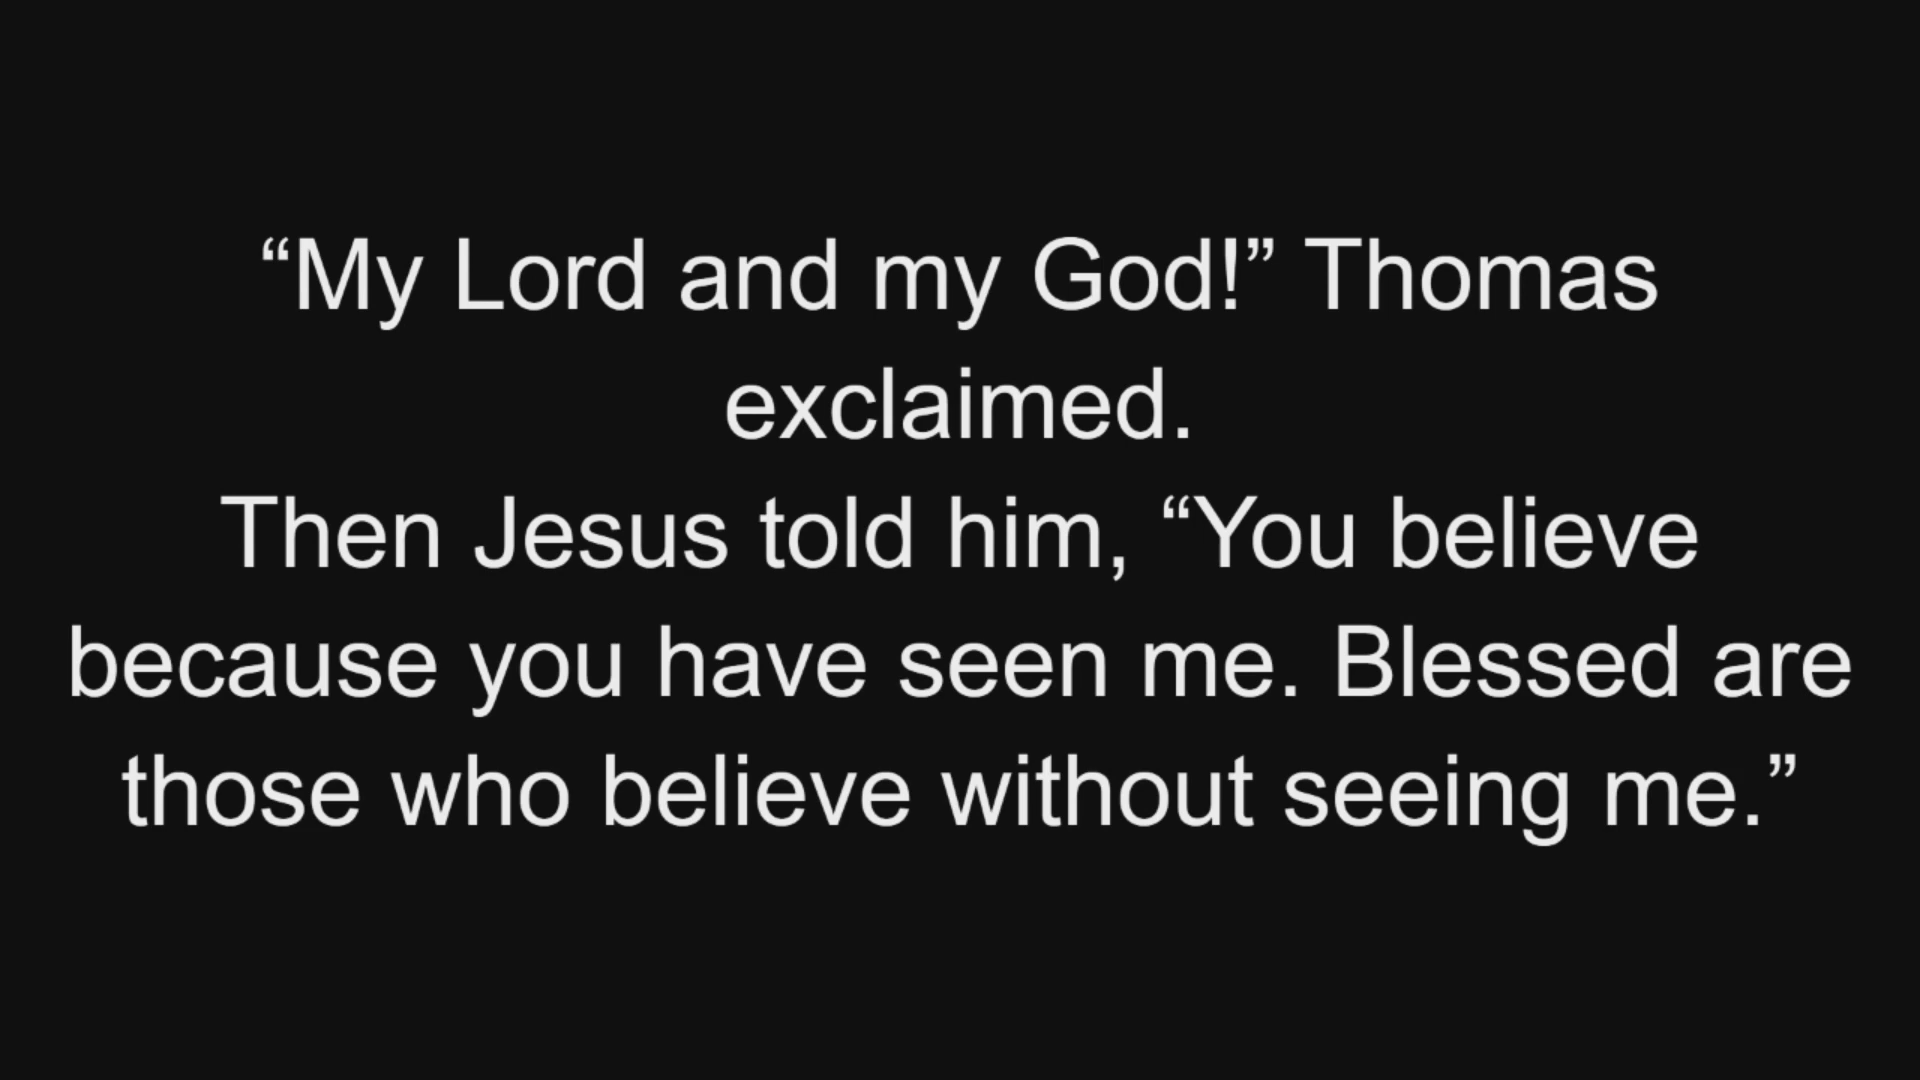 “My Lord and my God!” Thomas
exclaimed.
Then Jesus told him, “You believe
because you have seen me. Blessed are
those who believe without seeing me.”